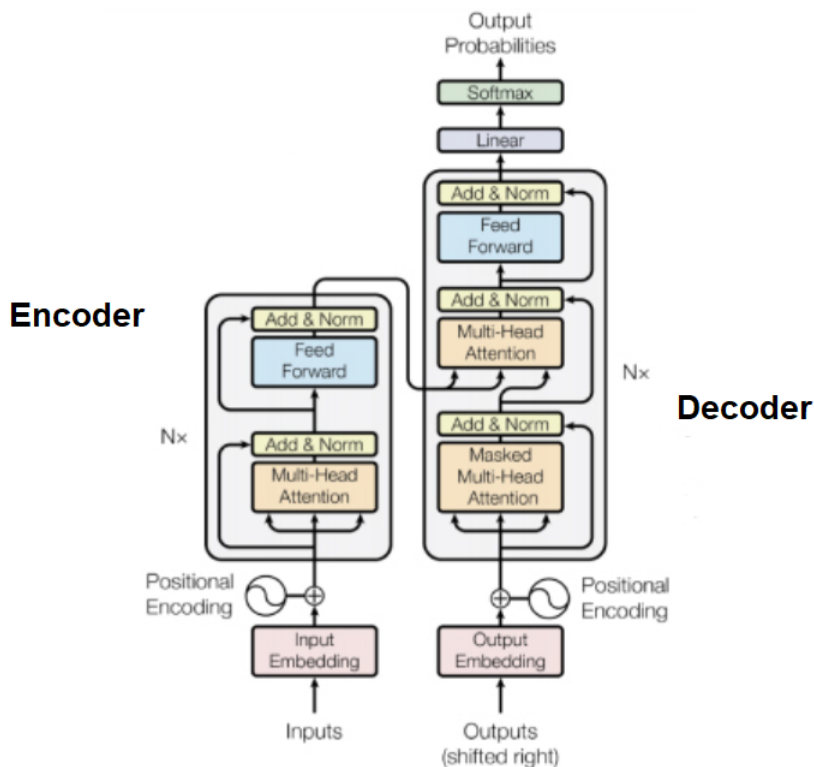 Output
Probabilities
Softmax
Linear
Add & Norm
Feed
Forward
Add & Norm
Multi-Head
Attention
Nx
Decoder
Add & Norm
Masked
Multi-Head
Attention
Positional
Encoding
Output
Embedding
Outputs
(shifted right)
Encoder
Add & Norm
Feed
Forward
Nx
Add & Norm
Multi-Head
Attention
Positional
Encoding
Input
Embedding
Inputs